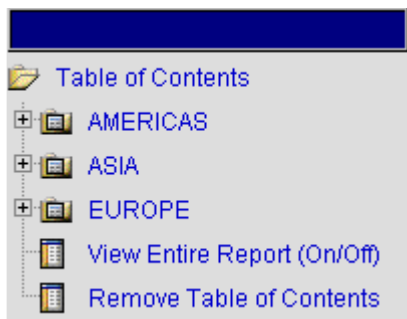 Table of Contents
AMERICAS
ASIA
EUROPE
View Entire Report (On/Off)
Remove Table of Contents